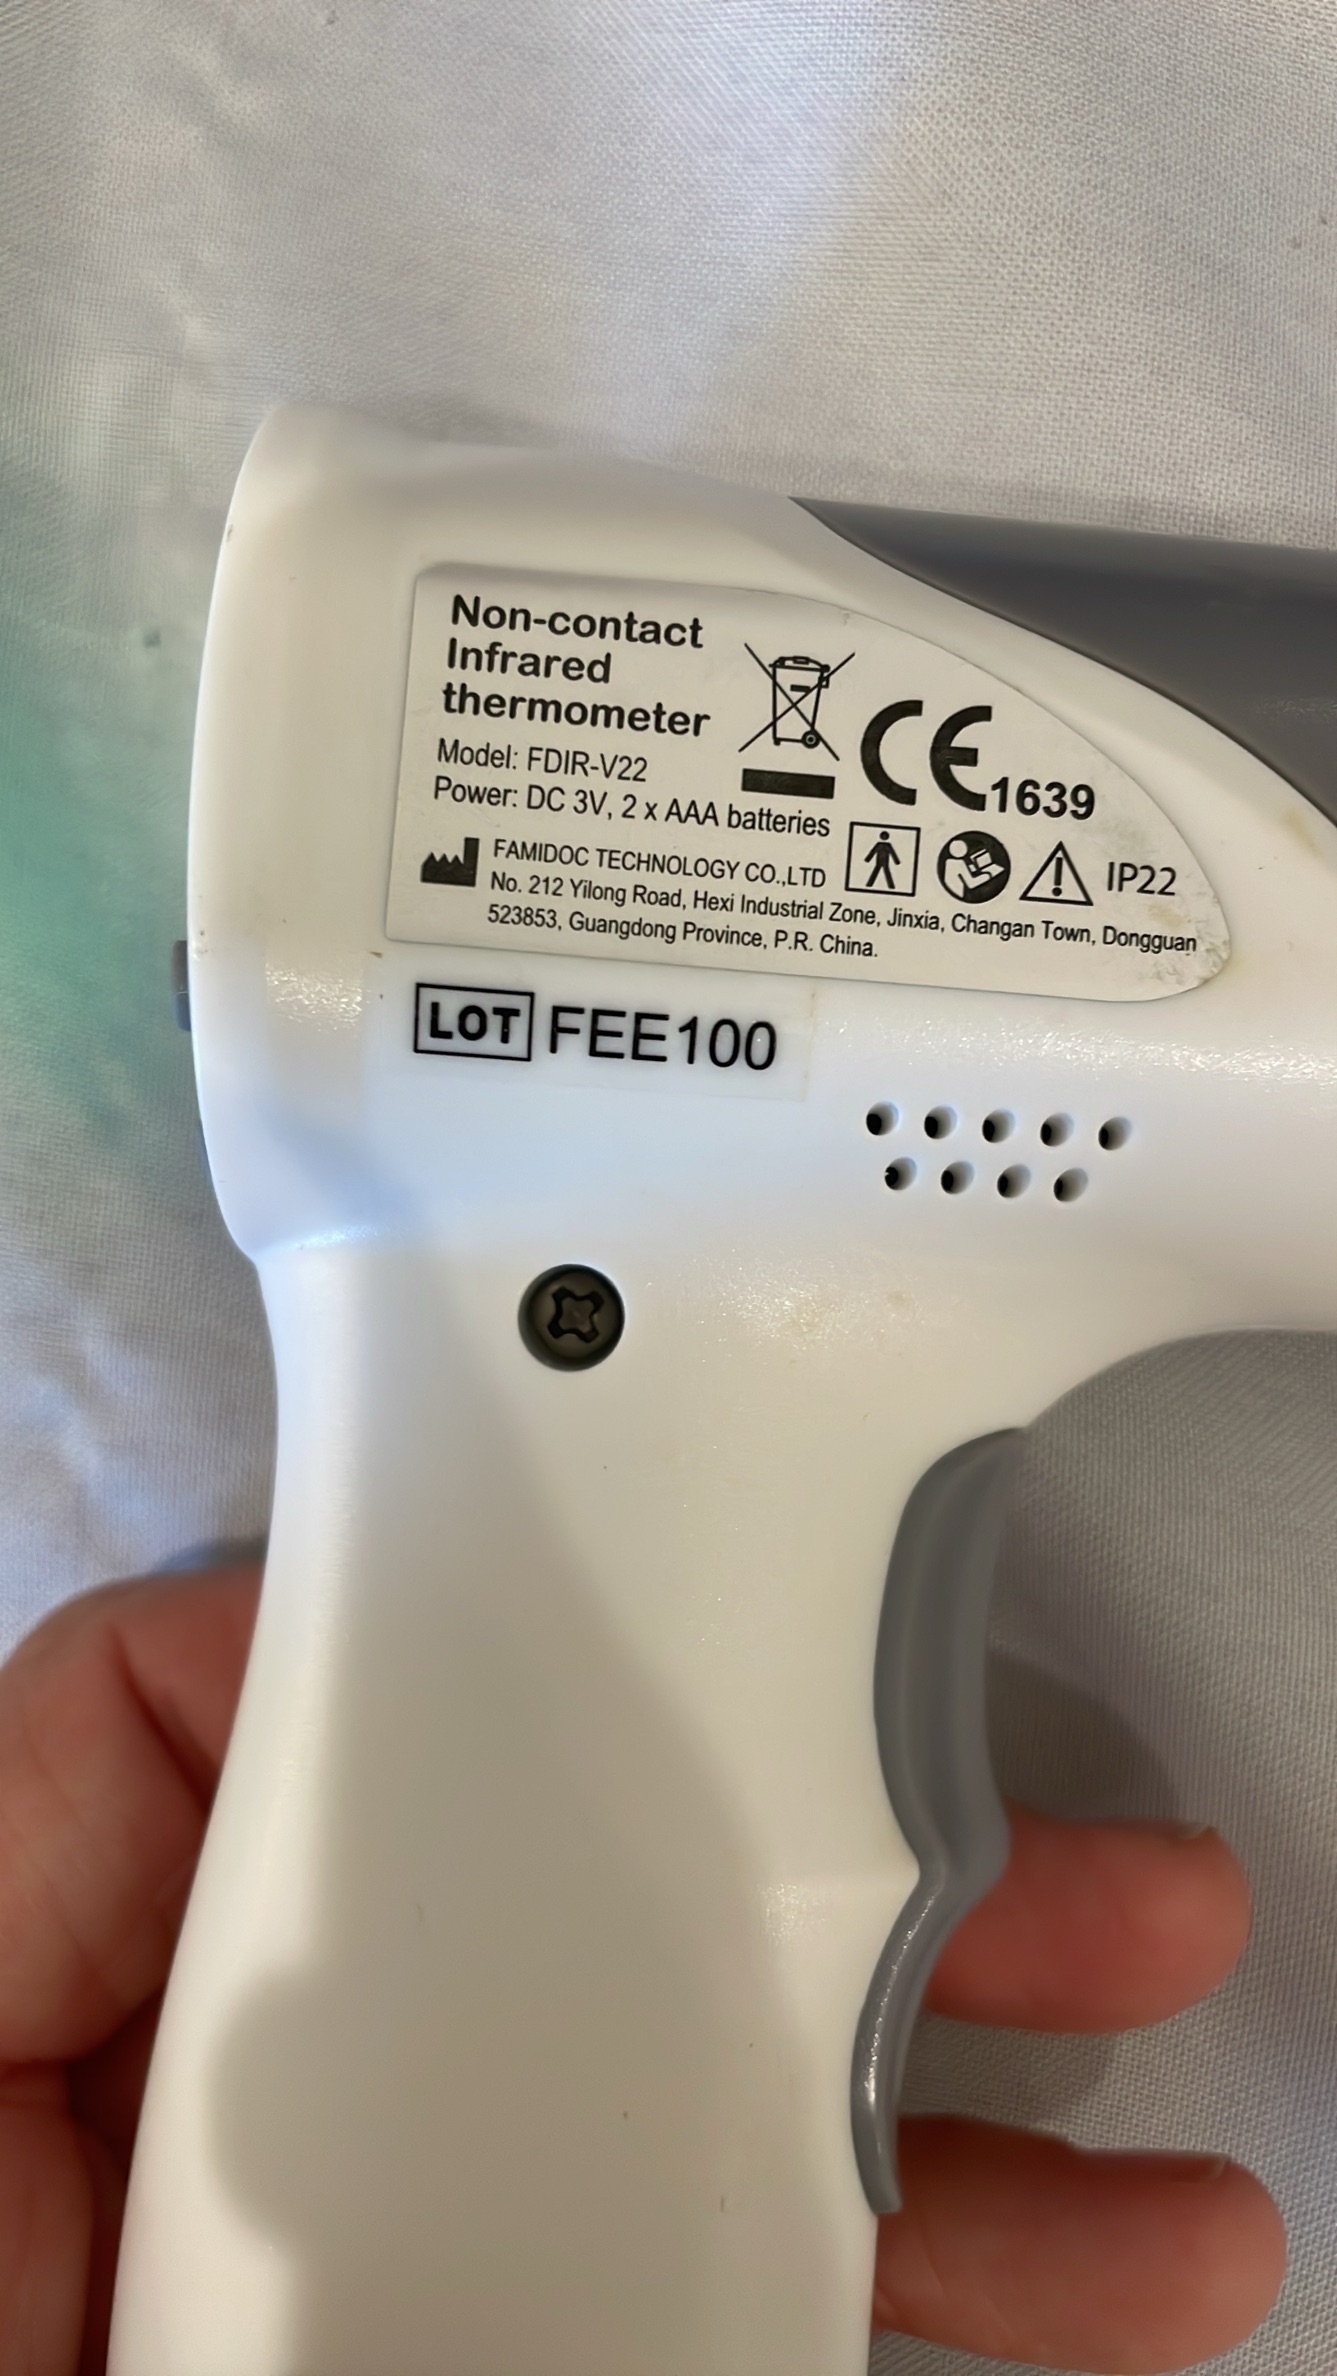 Non-contact
Infrared
thermometer
Model: FDIR-V22
Power: DC 3V, 2 x AAA batteries
CE 1639
IP22
FAMIDOC TECHNOLOGY CO.,LTD
No. 212 Yilong Road, Hexi Industrial Zone, Jinxia, Changan Town, Dongguan
523853, Guangdong Province, P.R. China.
LOT FEE100